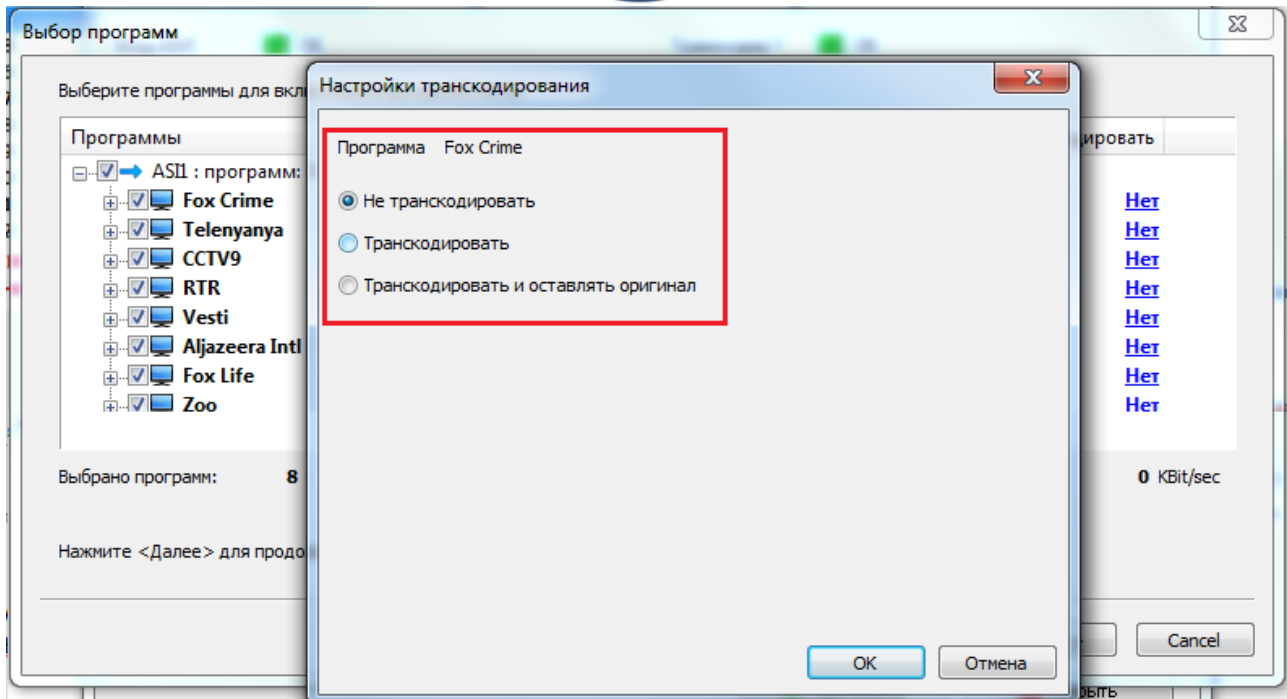 Выбор программ
Выберите программы для вкл
Программы
ASI1 : программ:
Fox Crime
Telenyanya
CCTV9
RTR
Vesti
Aljazeera Intl
Fox Life
Zoo
Выбрано программ: 8
Нажмите <Далее> для продо
Настройки транскодирования
Программа Fox Crime
Не транскодировать
Транскодировать
Транскодировать и оставлять оригинал
OK Отмена
ировать
Нет
Нет
Нет
Нет
Нет
Нет
Нет
Нет
0 KBit/sec
Cancel
рыть